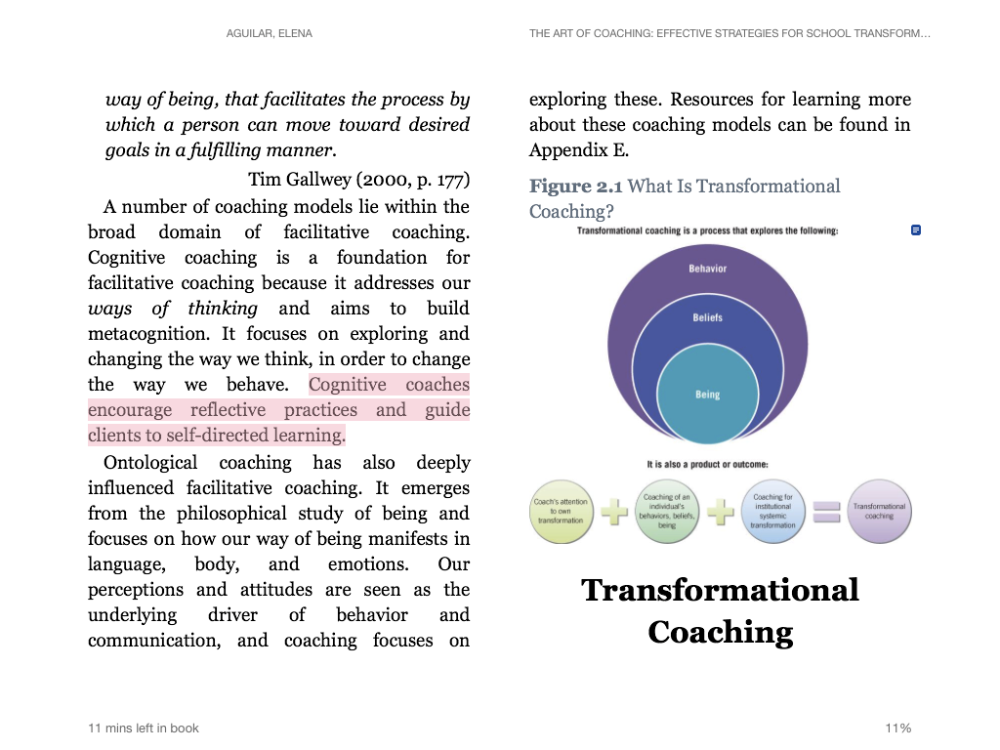 AGUILAR, ELENA
way of being, that facilitates the process by
which a person can move toward desired
goals in a fulfilling manner.
Tim Gallwey (2000, p. 177)
A number of coaching models lie within the
broad domain of facilitative coaching.
Cognitive coaching is a foundation for
facilitative coaching because it addresses our
ways of thinking and aims to build
metacognition. It focuses on exploring and
changing the way we think, in order to change
the way we behave. Cognitive coaches
encourage reflective practices and guide
clients to self-directed learning.
Ontological coaching has also deeply
influenced facilitative coaching. It emerges
from the philosophical study of being and
focuses on how our way of being manifests in
language, body, and emotions. Our
perceptions and attitudes are seen as the
underlying driver of behavior and
communication, and coaching focuses on
11 mins left in book
THE ART OF COACHING: EFFECTIVE STRATEGIES FOR SCHOOL TRANSFORM…
exploring these. Resources for learning more
about these coaching models can be found in
Appendix E.
Figure 2.1 What Is Transformational
Coaching?
Transformational coaching is a process that explores the following:
Behavior
Beliefs
Being
It is also a product or outcome:
Coach's attention
to own
transformation
+
Coaching of an
individual's
behaviors, beliefs,
being
+
Coaching for
institutional
systemic
transformation
=
Transformational
coaching
Transformational
Coaching
11%